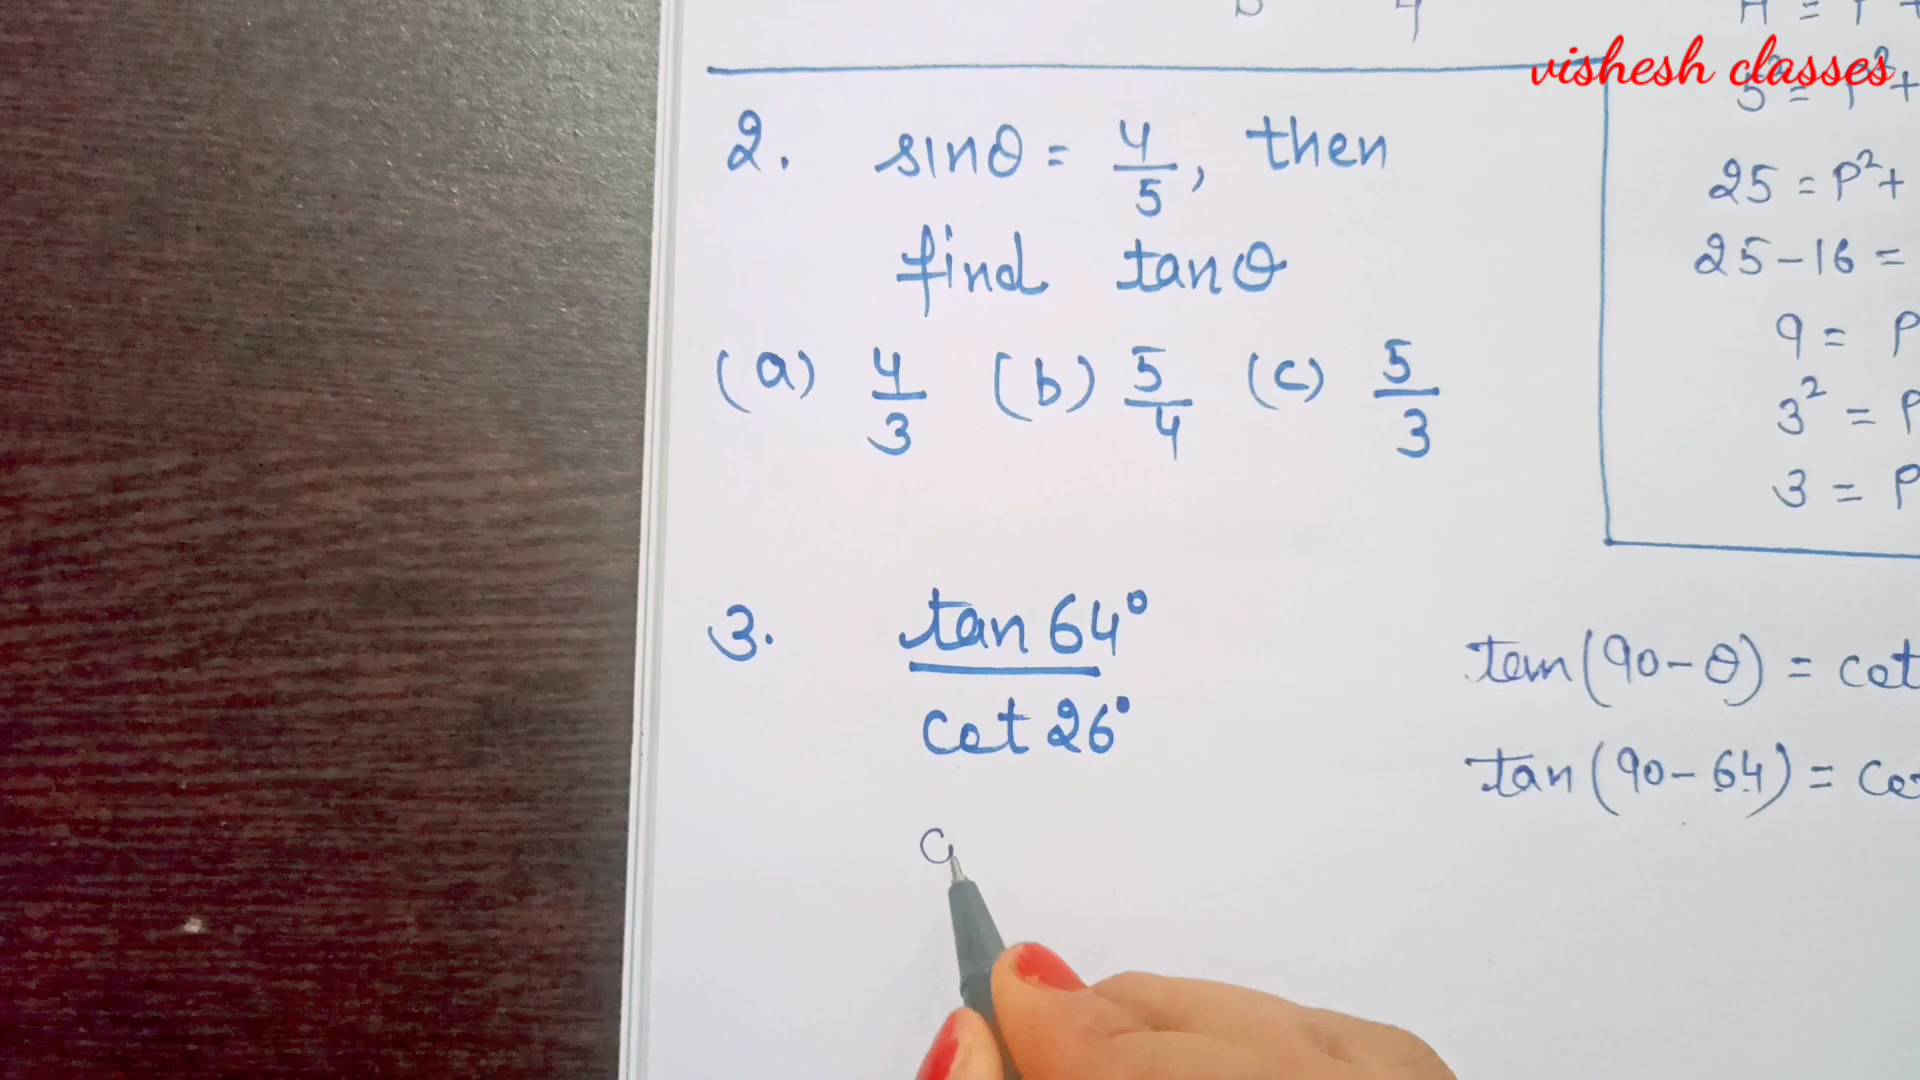 vishesh classes
2. sinθ = 4/5, then
find tanθ
(a) 4/3 (b) 5/4 (c) 5/3
25 = P²+
25-16 =
9 = P
3² = P
3 = P
3. tan 64°
cot 26°
tan(90-θ) = cot
tan(90-64) = cot
c